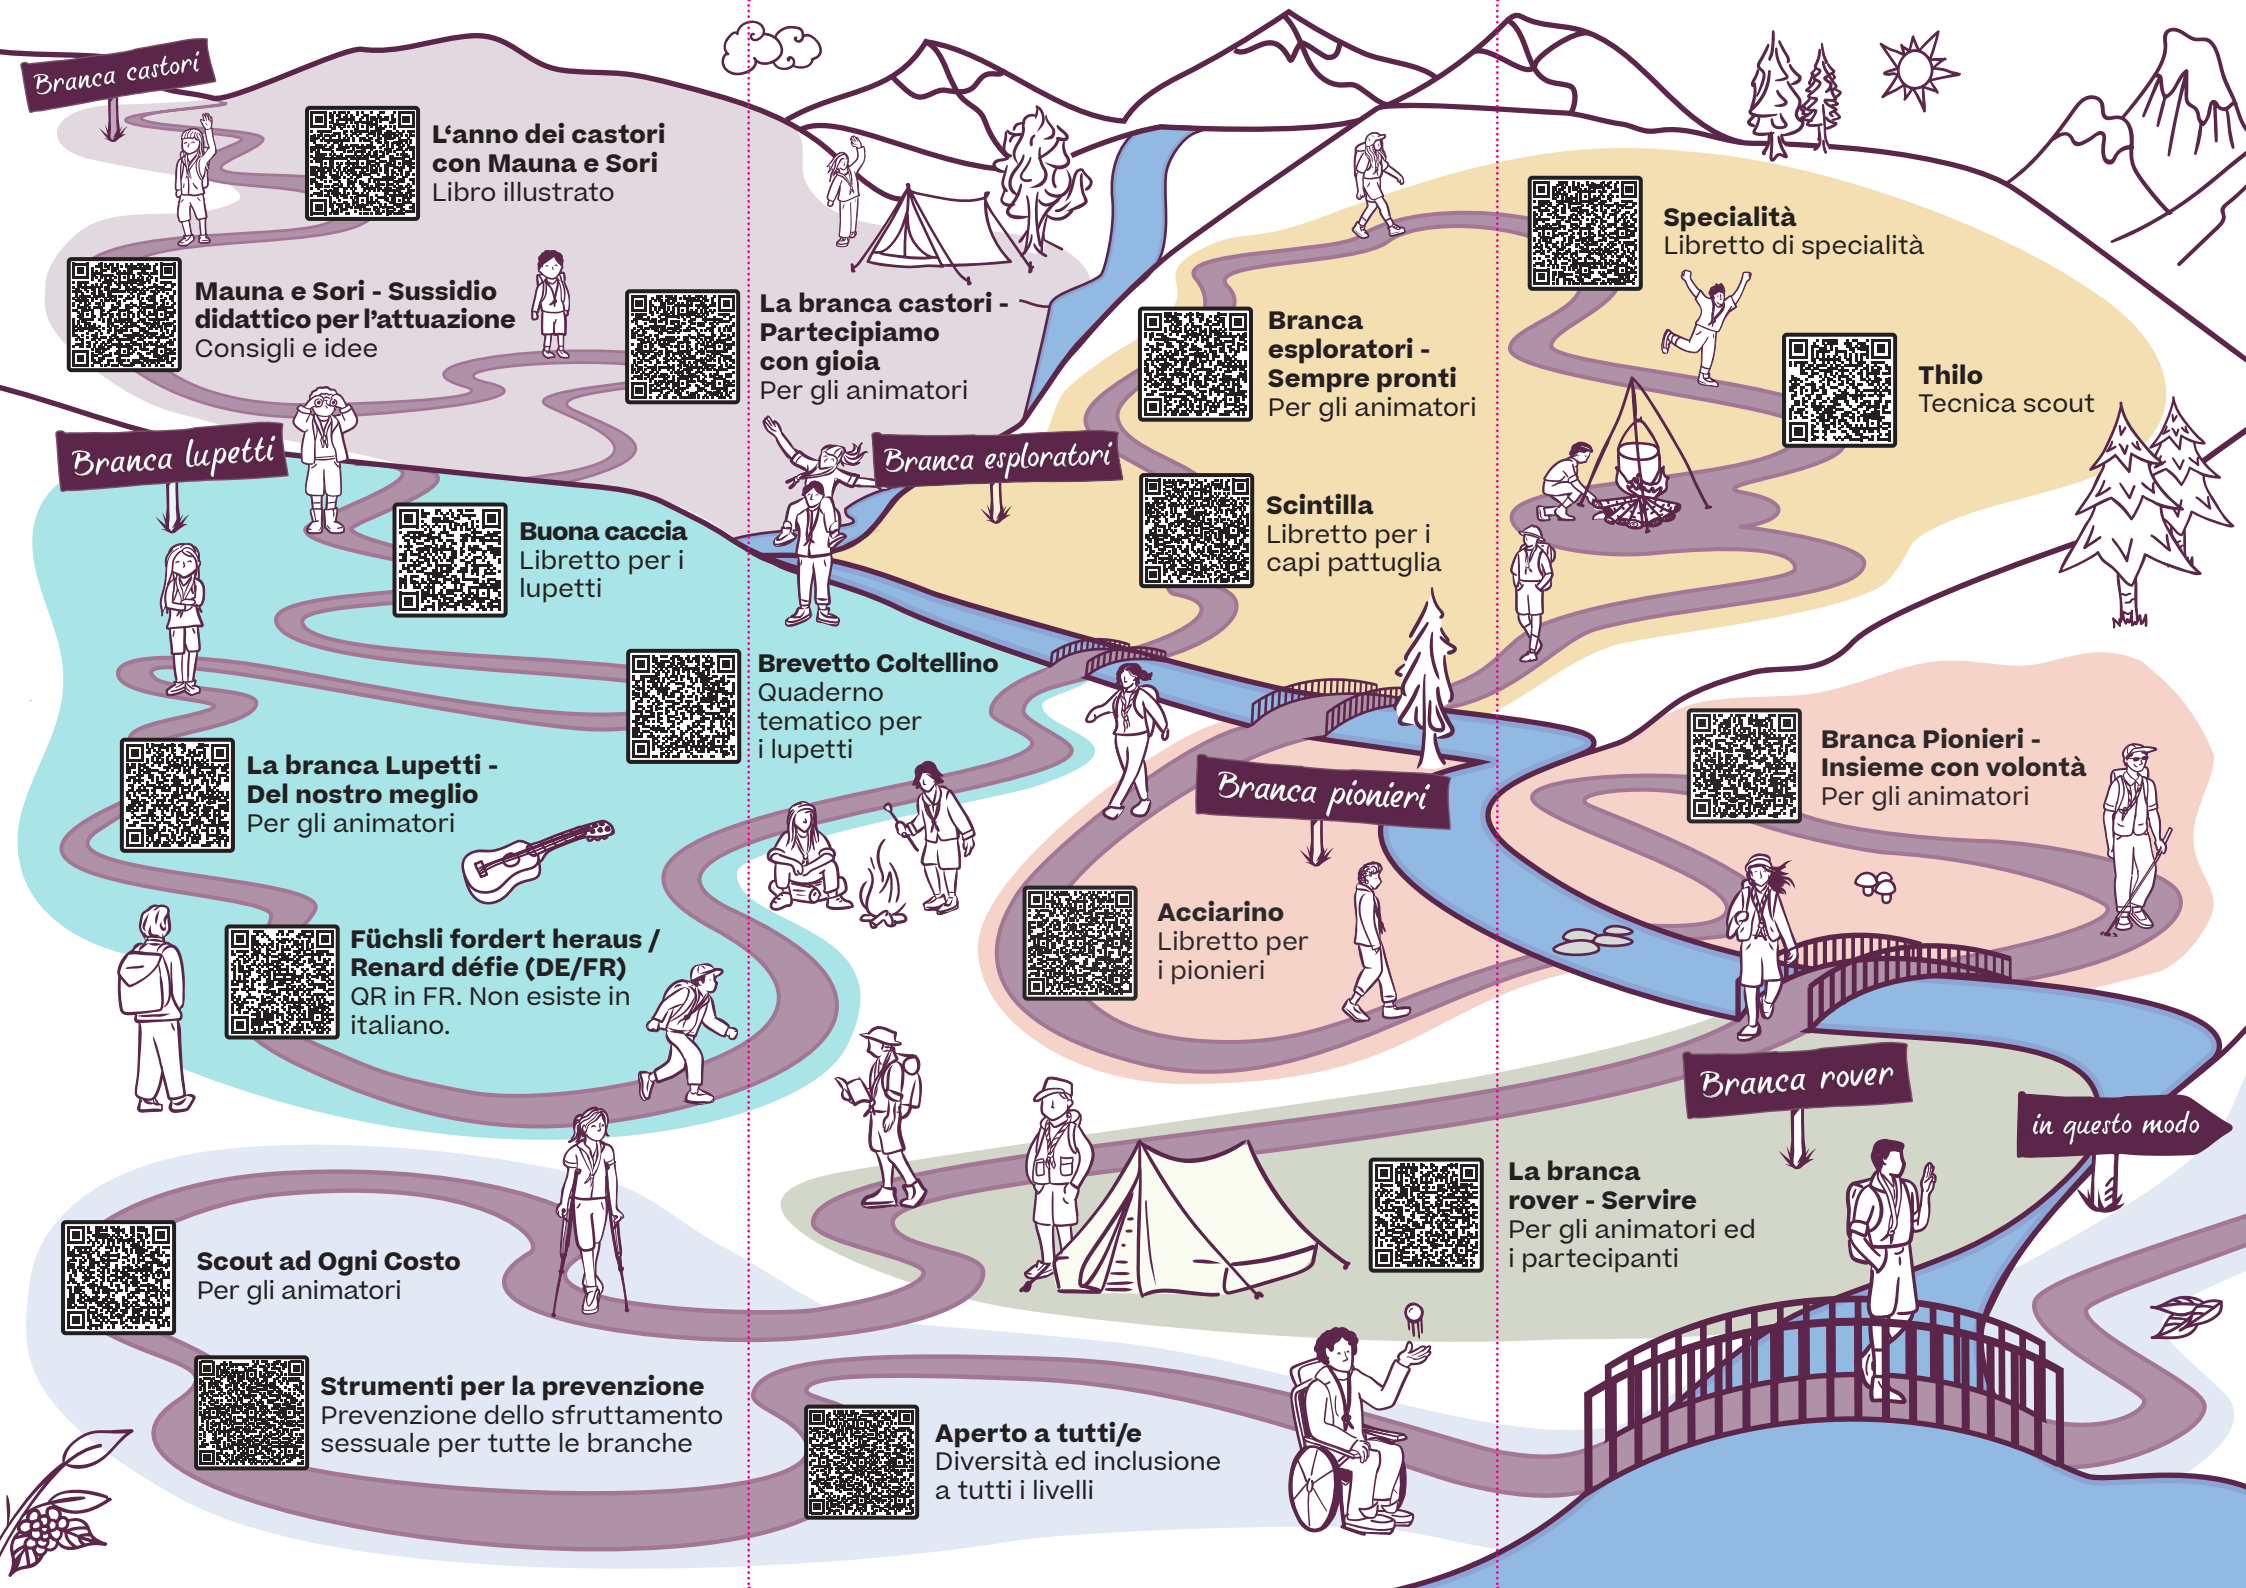 Branca castori
L‘anno dei castori
con Mauna e Sori
Libro illustrato
Mauna e Sori - Sussidio
didattico per l’attuazione
Consigli e idee
La branca castori -
Partecipiamo
con gioia
Per gli animatori
Branca lupetti
Buona caccia
Libretto per i
lupetti
Brevetto Coltellino
Quaderno
tematico per
i lupetti
La branca Lupetti -
Del nostro meglio
Per gli animatori
Füchsli fordert heraus /
Renard défie (DE/FR)
QR in FR. Non esiste in
italiano.
Branca esploratori
Branca
esploratori -
Sempre pronti
Per gli animatori
Scintilla
Libretto per i
capi pattuglia
Specialità
Libretto di specialità
Thilo
Tecnica scout
Branca pionieri
Acciarino
Libretto per
i pionieri
Branca Pionieri -
Insieme con volontà
Per gli animatori
Branca rover
in questo modo
La branca
rover - Servire
Per gli animatori ed
i partecipanti
Scout ad Ogni Costo
Per gli animatori
Strumenti per la prevenzione
Prevenzione dello sfruttamento
sessuale per tutte le branche
Aperto a tutti/e
Diversità ed inclusione
a tutti i livelli